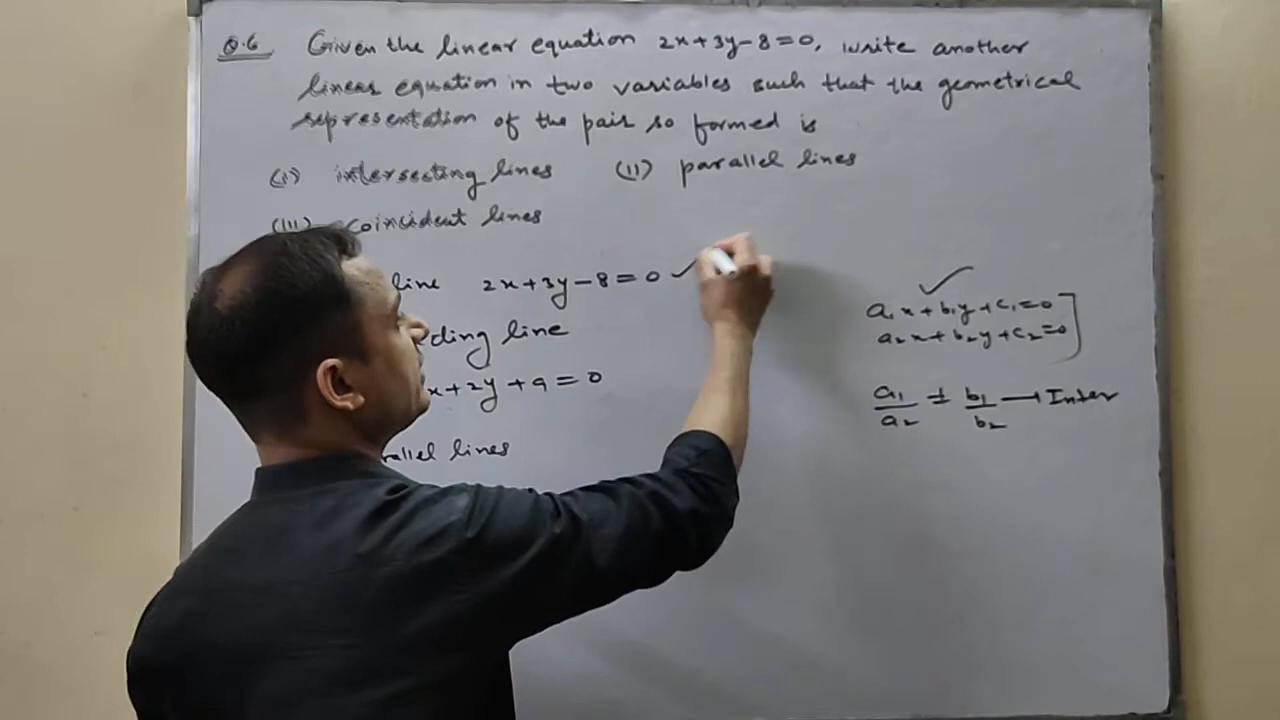 Q.6 Given the linear equation 2x+3y-8=0, write another
linear equation in two variables such that the geometrical
representation of the pair so formed is
(i) intersecting lines (ii) parallel lines
(iii) coincident lines
line 2x+3y-8=0 ✓
ding line
x+2y+9=0
rallel lines
✓
a₁x+b₁y+c₁=0
a₂x+b₂y+c₂=0
a₁/a₂ ≠ b₁/b₂ → Inter